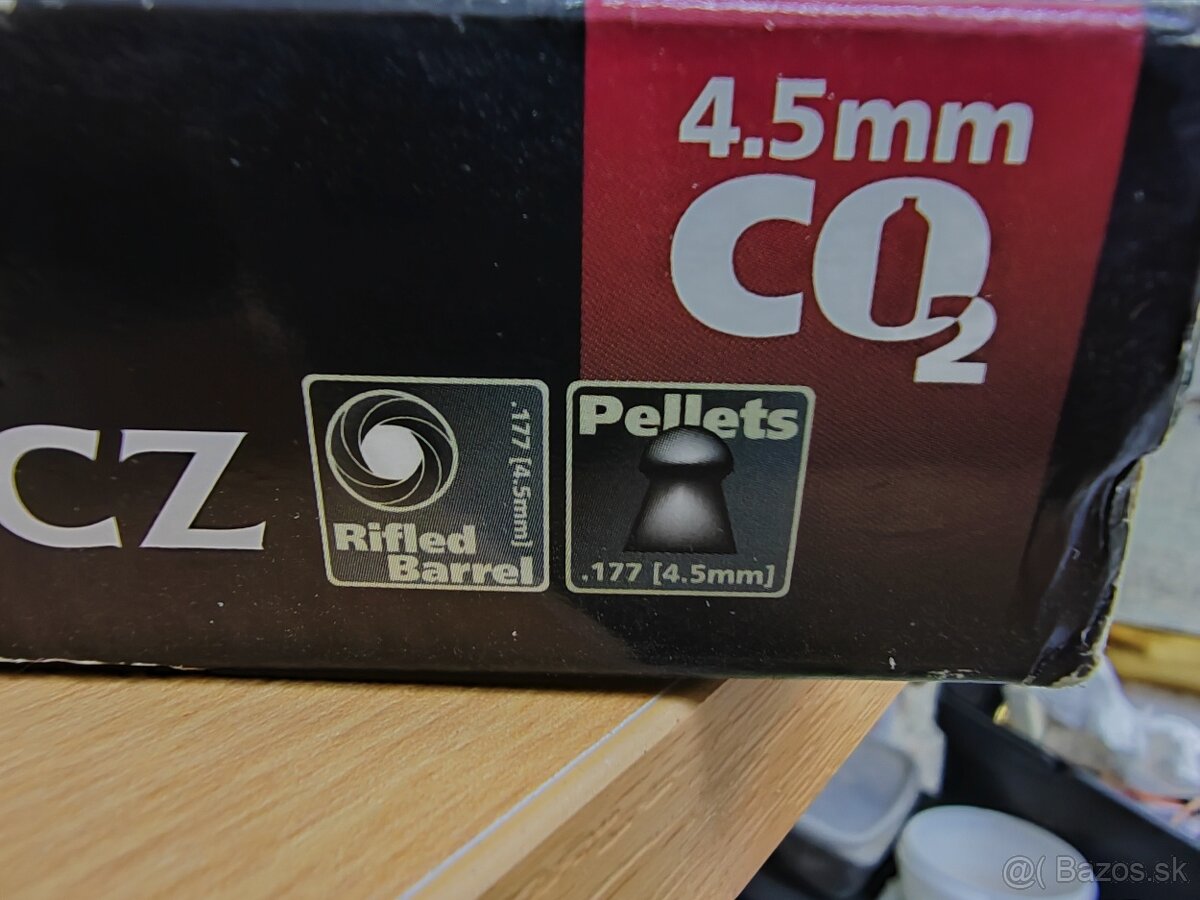 4.5mm
CO2
CZ
.177 [4.5mm]
Rifled
Barrel
Pellets
.177 [4.5mm]
@( Bazos.sk